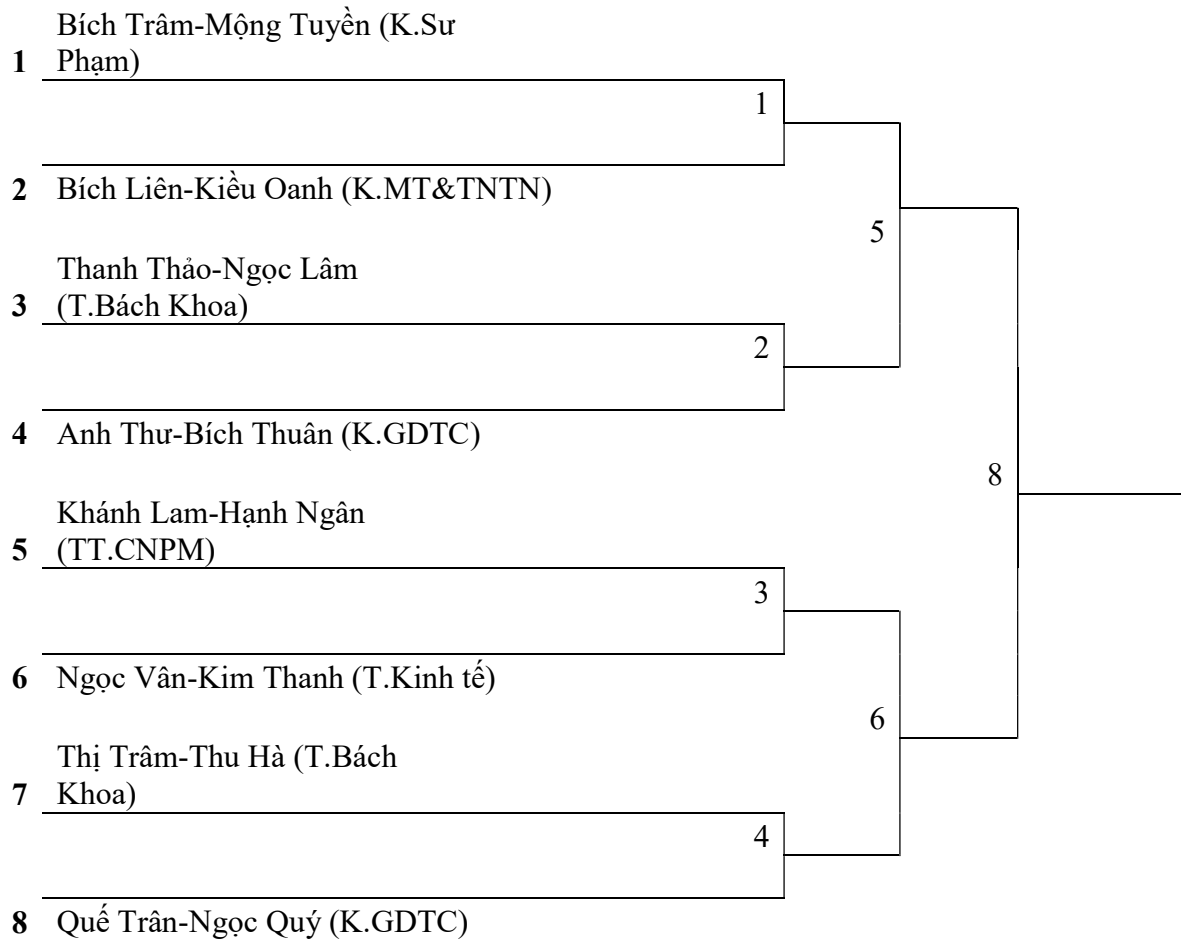 Bích Trâm-Mộng Tuyền (K.Sư
1 Phạm)
1
2 Bích Liên-Kiều Oanh (K.MT&TNTN)
5
Thanh Thảo-Ngọc Lâm
3 (T.Bách Khoa)
2
4 Anh Thư-Bích Thuân (K.GDTC)
8
Khánh Lam-Hạnh Ngân
5 (TT.CNPM)
3
6 Ngọc Vân-Kim Thanh (T.Kinh tế)
6
Thị Trâm-Thu Hà (T.Bách
7 Khoa)
4
8 Quế Trân-Ngọc Quý (K.GDTC)